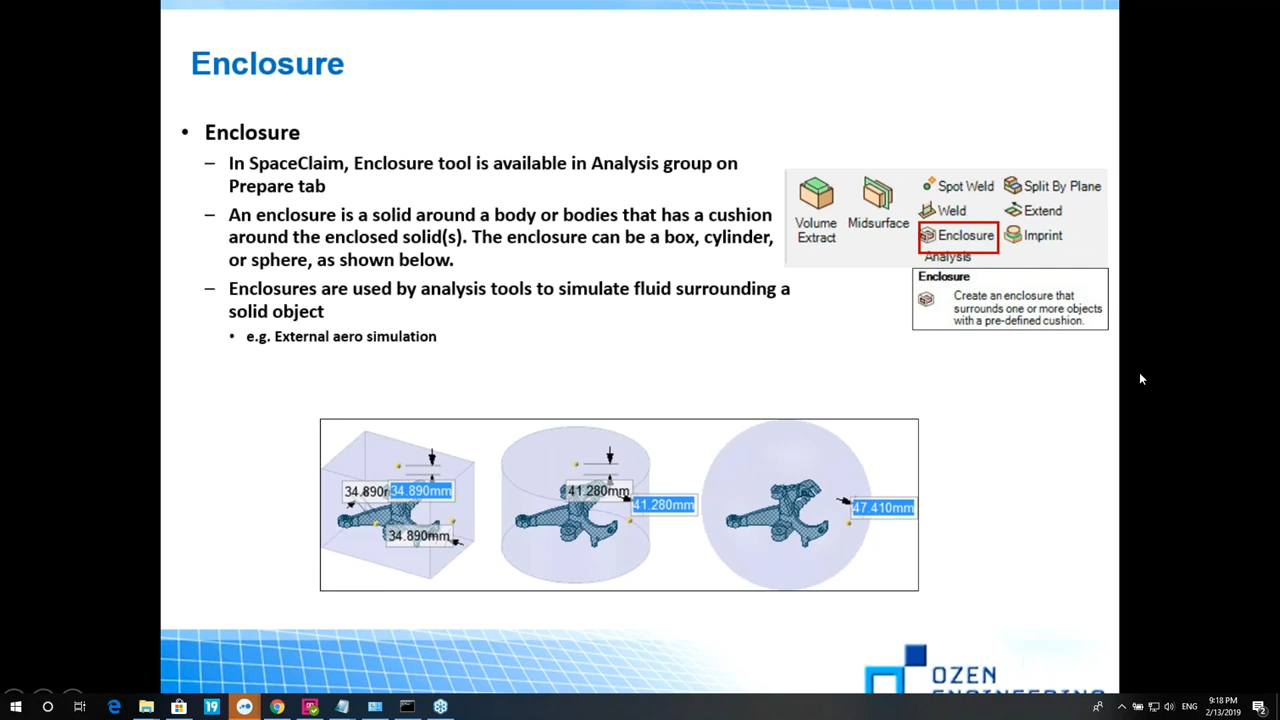 Enclosure
• Enclosure
– In SpaceClaim, Enclosure tool is available in Analysis group on
Prepare tab
– An enclosure is a solid around a body or bodies that has a cushion
around the enclosed solid(s). The enclosure can be a box, cylinder,
or sphere, as shown below.
– Enclosures are used by analysis tools to simulate fluid surrounding a
solid object
• e.g. External aero simulation
Volume
Extract
Midsurface
Spot Weld
Weld
Enclosure
Split By Plane
Extend
Imprint
Analysis
Enclosure
Create an enclosure that
surrounds one or more objects
with a pre-defined cushion.
34.890mm
34.890mm
41.280mm
41.280mm
47.410mm
OZEN
ENGINEERING
19
ENG
9:18 PM
2/13/2019
2